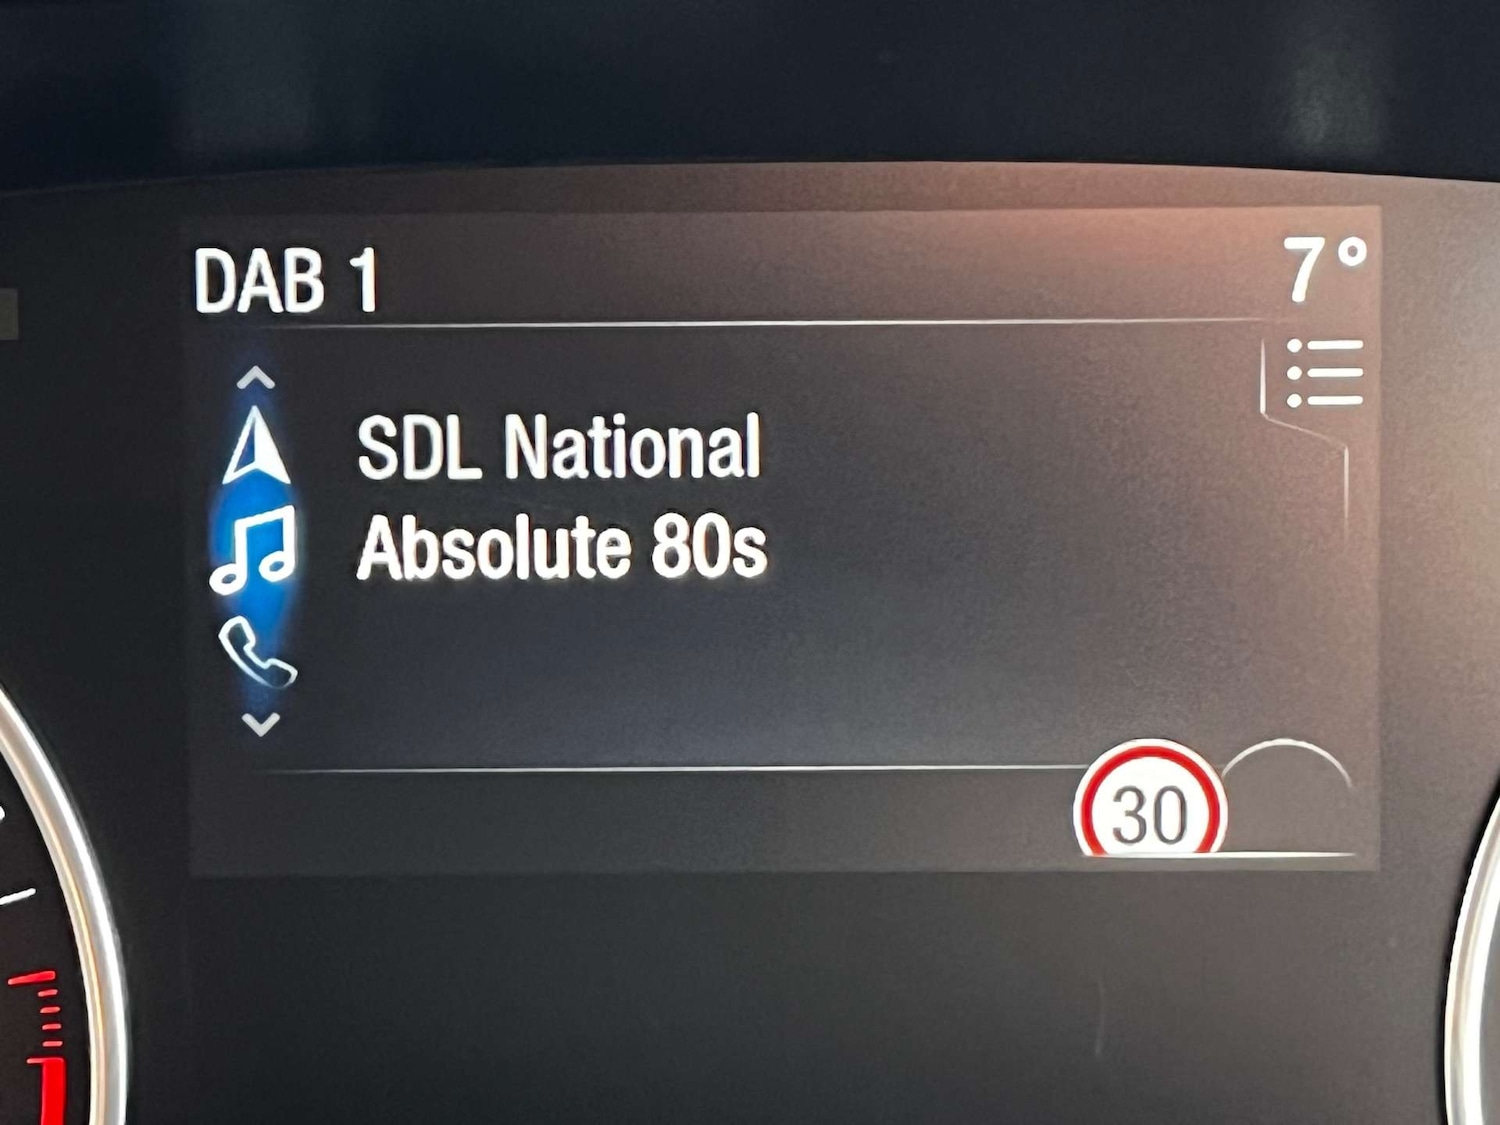 DAB 1
7°
SDL National
Absolute 80s
30